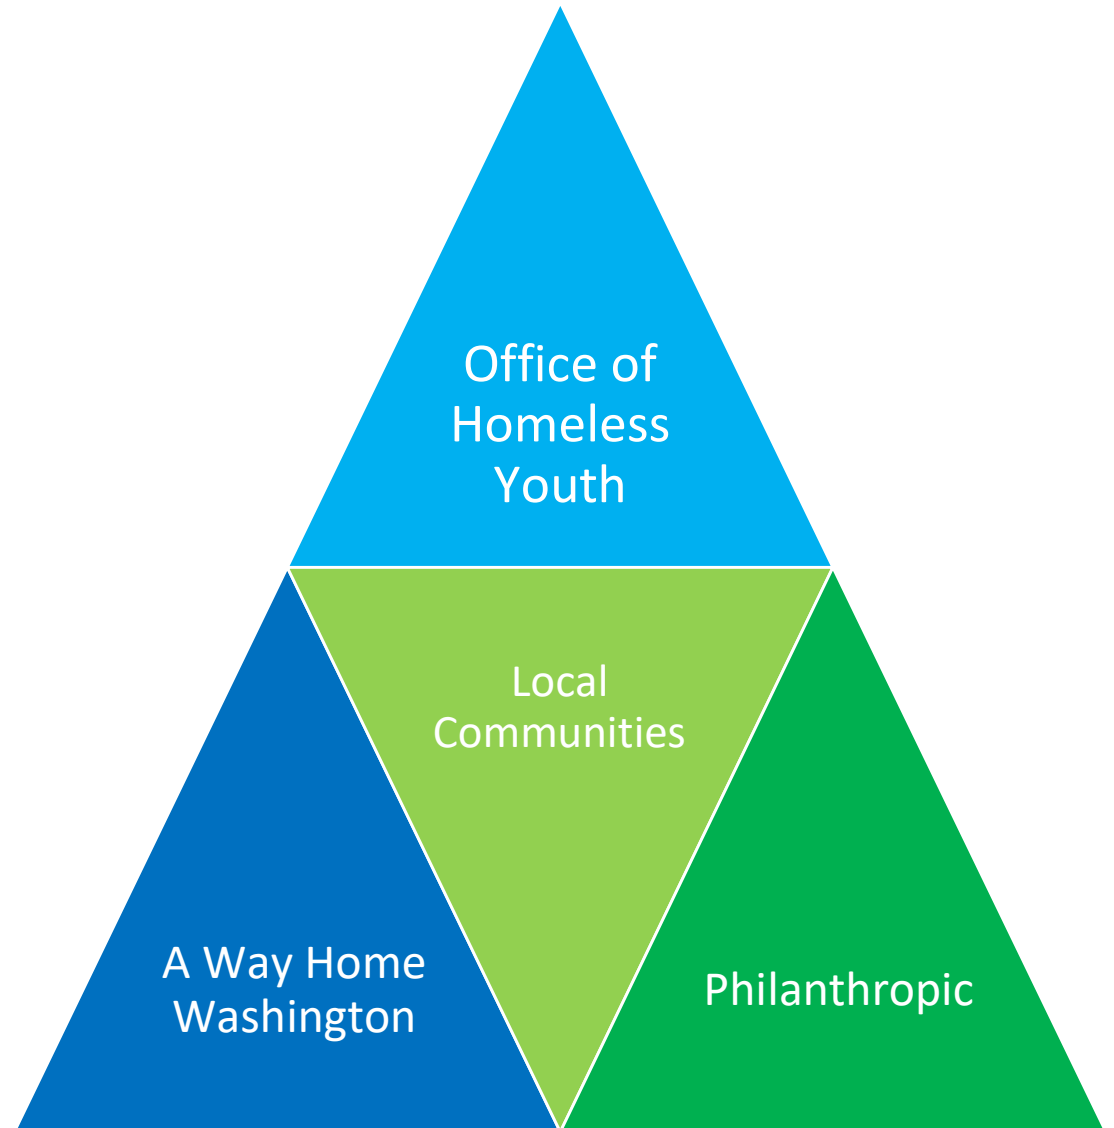 Office of
Homeless
Youth
Local
Communities
A Way Home
Washington
Philanthropic